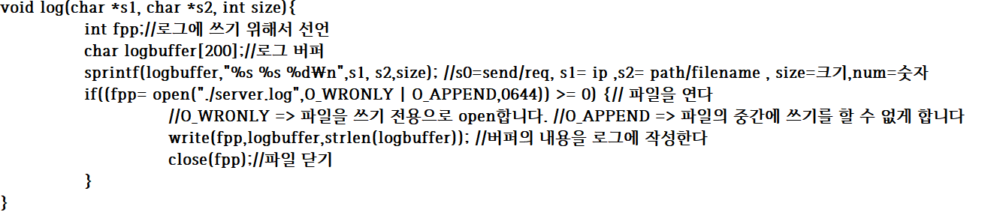 void log(char *s1, char *s2, int size){
int fpp;//로그에 쓰기 위해서 선언
char logbuffer[200];//로그 버퍼
sprintf(logbuffer,"%s %s %d₩n",s1, s2,size); //s0=send/req, s1= ip ,s2= path/filename , size=크기,num=숫자
if((fpp= open("./server.log",O_WRONLY | O_APPEND,0644)) >= 0) {// 파일을 연다
//O_WRONLY => 파일을 쓰기 전용으로 open합니다. //O_APPEND => 파일의 중간에 쓰기를 할 수 없게 합니다
write(fpp,logbuffer,strlen(logbuffer)); //버퍼의 내용을 로그에 작성한다
close(fpp);//파일 닫기
}
}